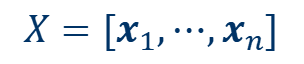 X = [x₁, ⋯, xₙ]